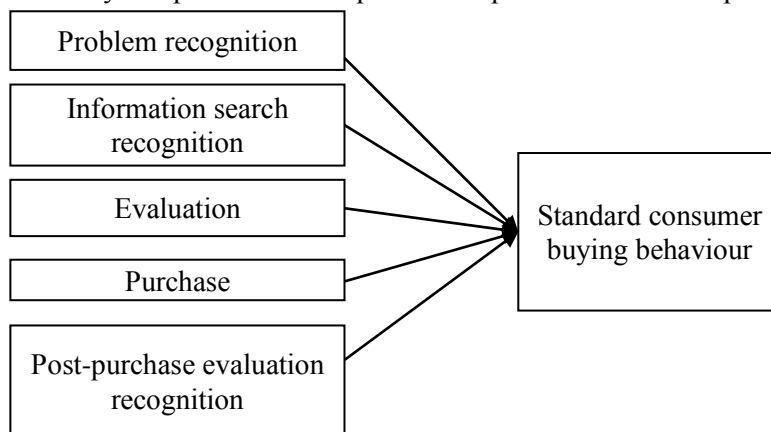 Problem recognition
Information search
recognition
Evaluation
Purchase
Post-purchase evaluation
recognition
Standard consumer
buying behaviour